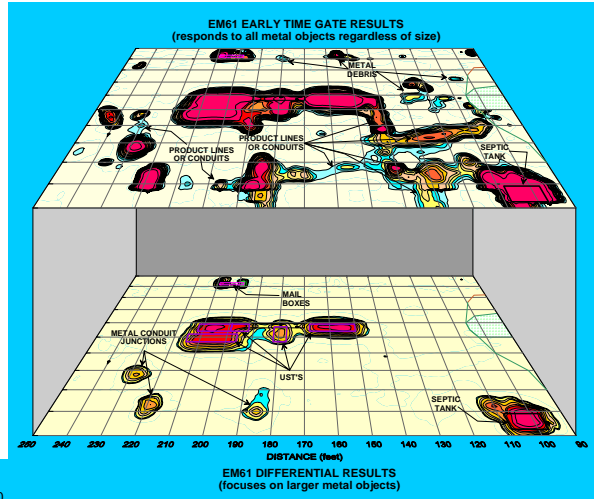 EM61 EARLY TIME GATE RESULTS
(responds to all metal objects regardless of size)
METAL
DEBRIS
PRODUCT LINES
OR CONDUITS
PRODUCT LINES
OR CONDUITS
SEPTIC
TANK
MAIL
BOXES
METAL CONDUIT
JUNCTIONS
UST'S
SEPTIC
TANK
250 240 230 220 210 200 190 180 170 160 150 140 130 120 110 100 90
DISTANCE (feet)
EM61 DIFFERENTIAL RESULTS
(focuses on larger metal objects)